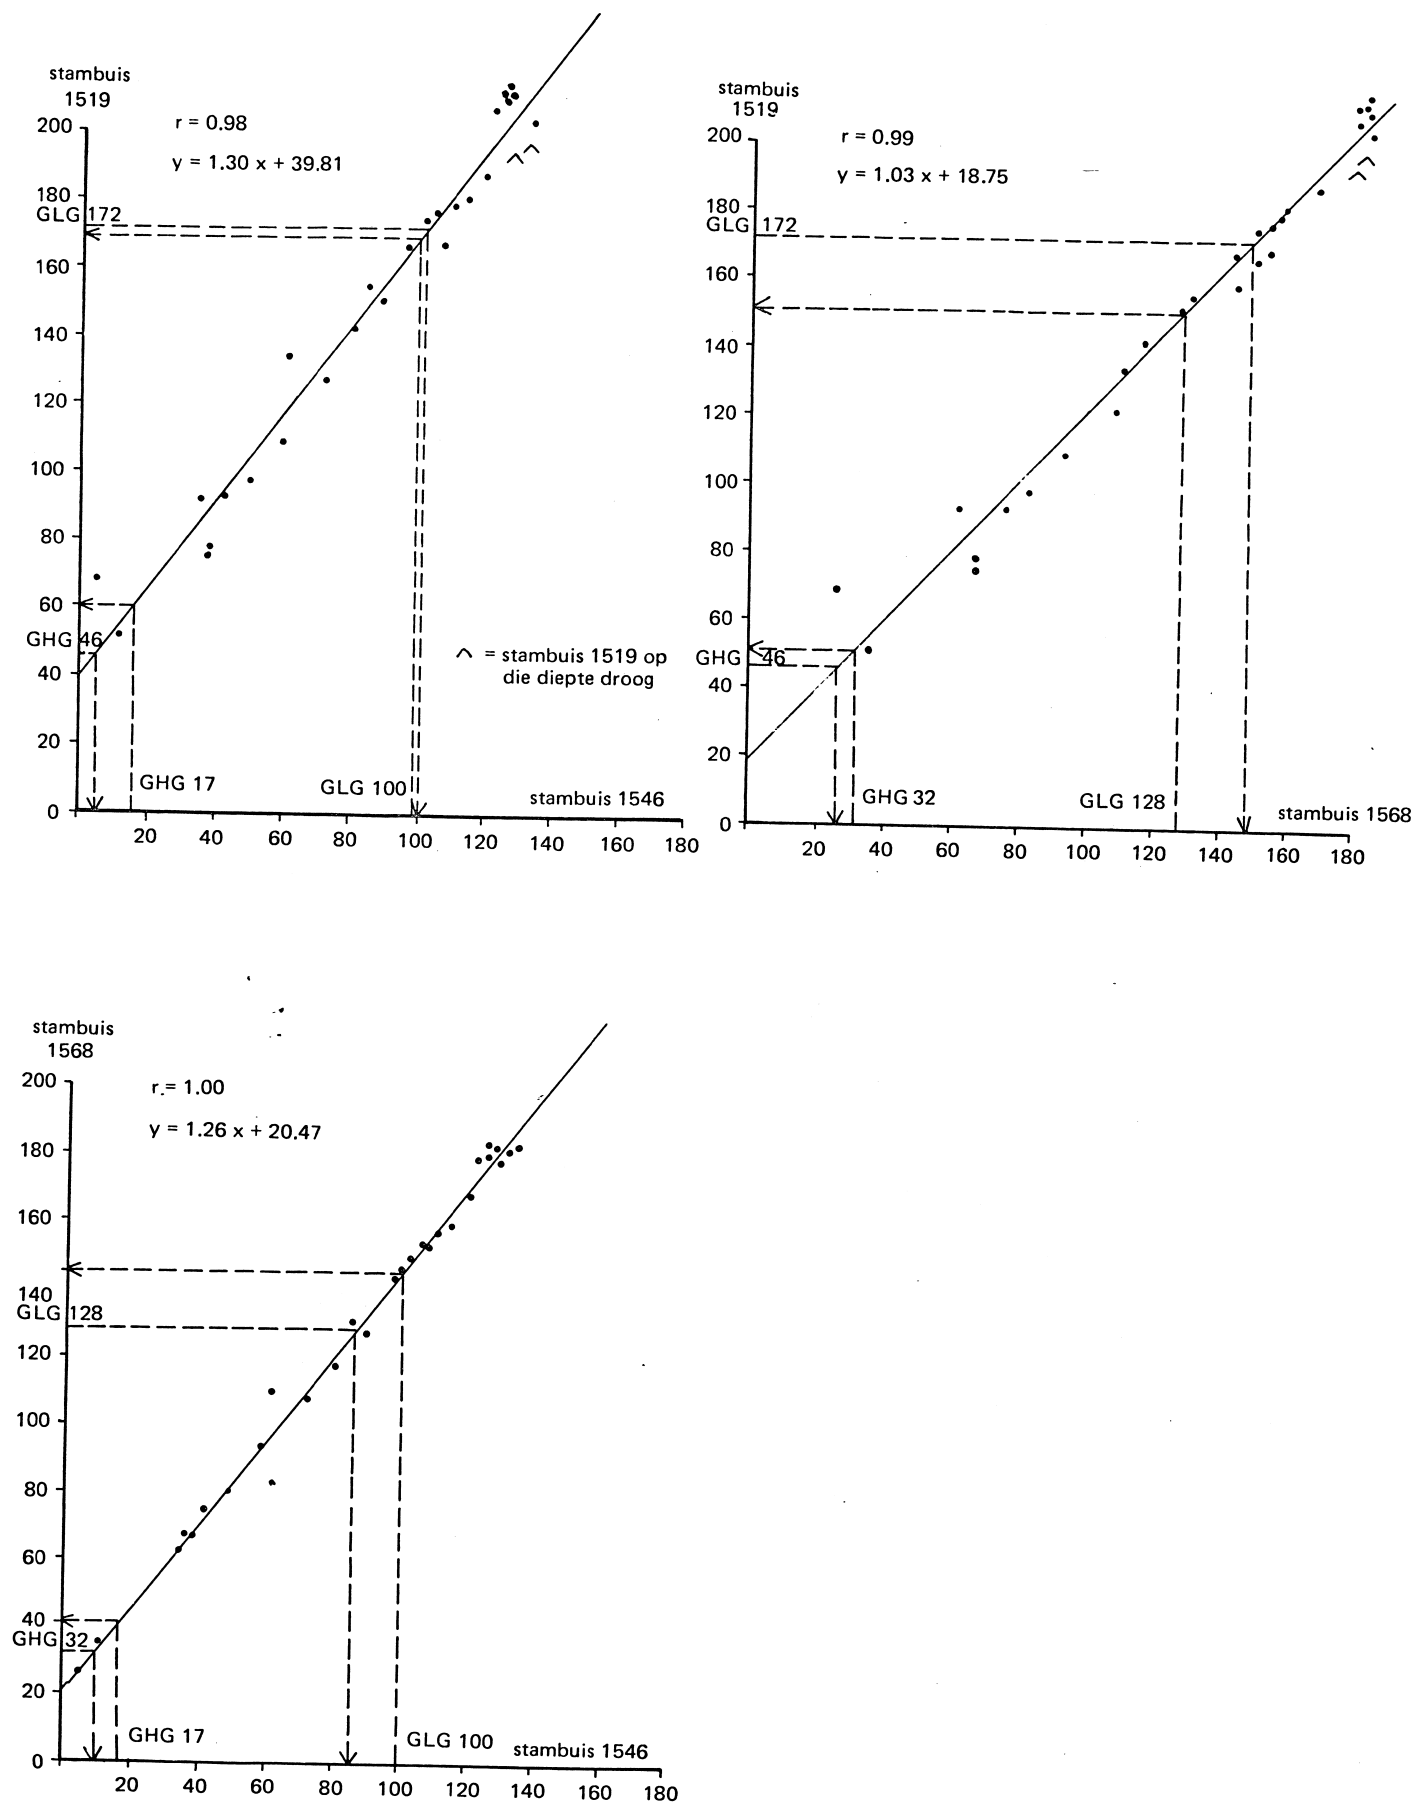 stambuis
1519
r = 0.98
y = 1.30 x + 39.81
200
180
GLG 172
160
140
120
100
80
60
GHG 46
40
20
0
^ = stambuis 1519 op
die diepte droog
GHG 17
GLG 100
stambuis 1546
20 40 60 80 100 120 140 160 180
stambuis
1519
r = 0.99
y = 1.03 x + 18.75
200
180
GLG 172
160
140
120
100
80
60
GHG 46
40
20
0
GHG 32
GLG 128
stambuis 1568
20 40 60 80 100 120 140 160 180
stambuis
1568
r = 1.00
y = 1.26 x + 20.47
200
180
160
140
GLG 128
120
100
80
60
40
GHG 32
20
0
GHG 17
GLG 100
stambuis 1546
20 40 60 80 100 120 140 160 180